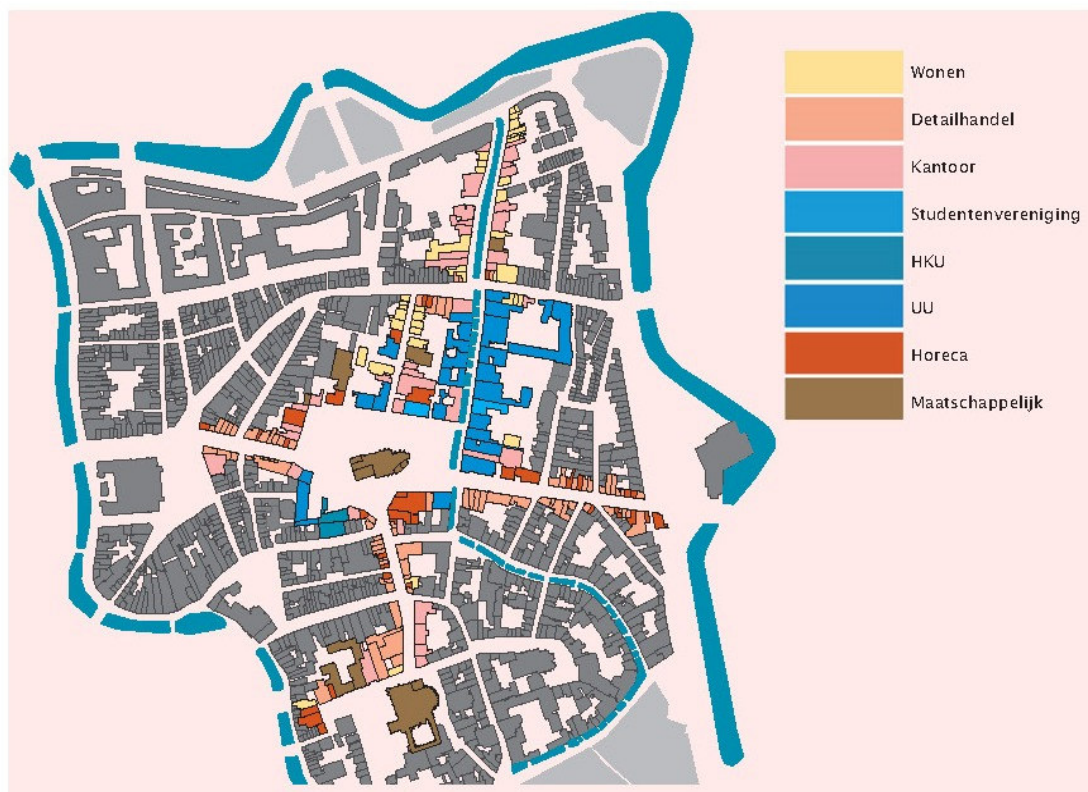 Wonen
Detailhandel
Kantoor
Studentenvereniging
HKU
UU
Horeca
Maatschappelijk